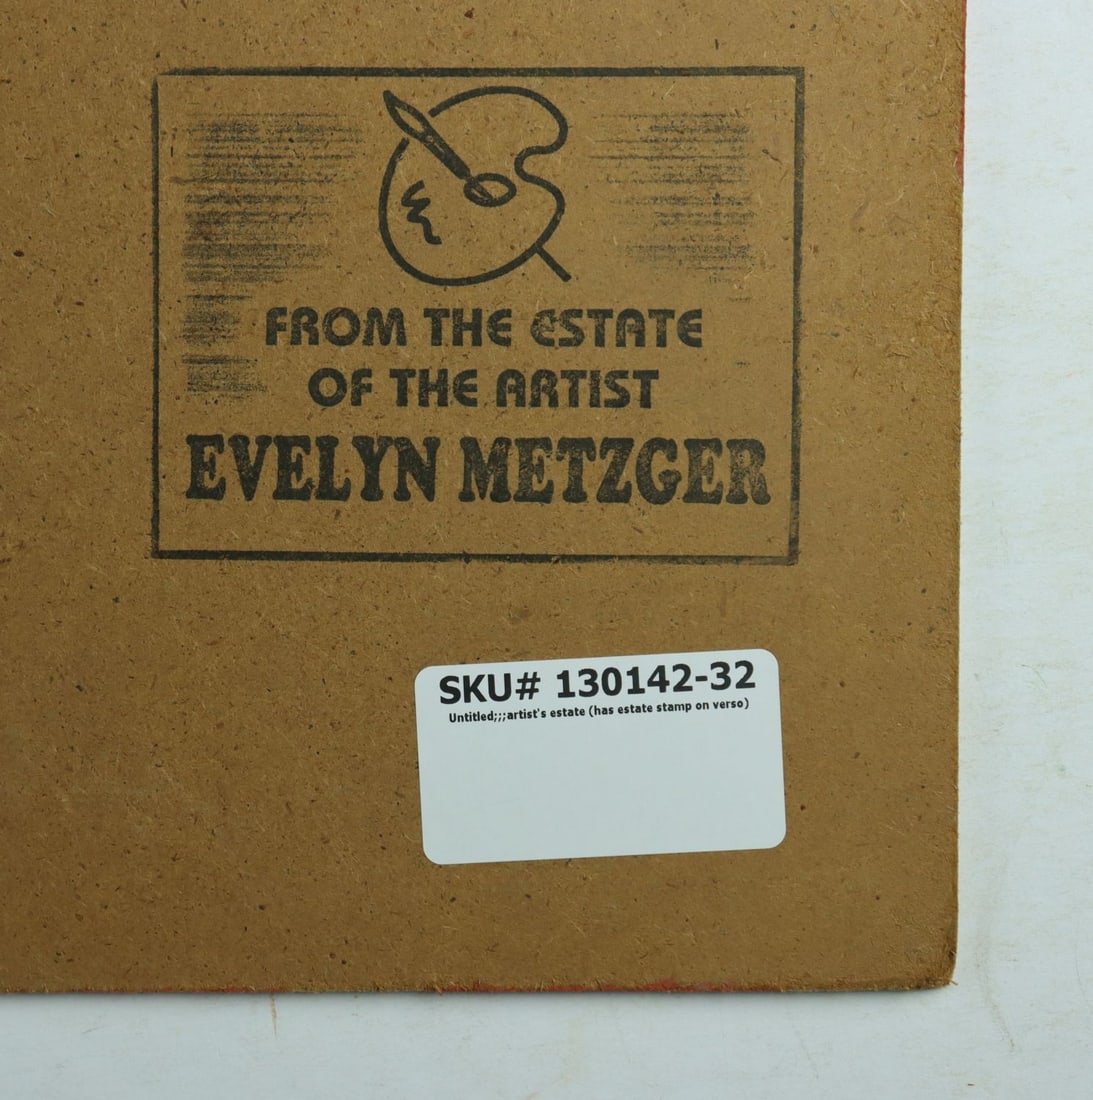 FROM THE ESTATE
OF THE ARTIST
EVELYN METZGER
SKU# 130142-32
Untitled;;;artist's estate (has estate stamp on verso)